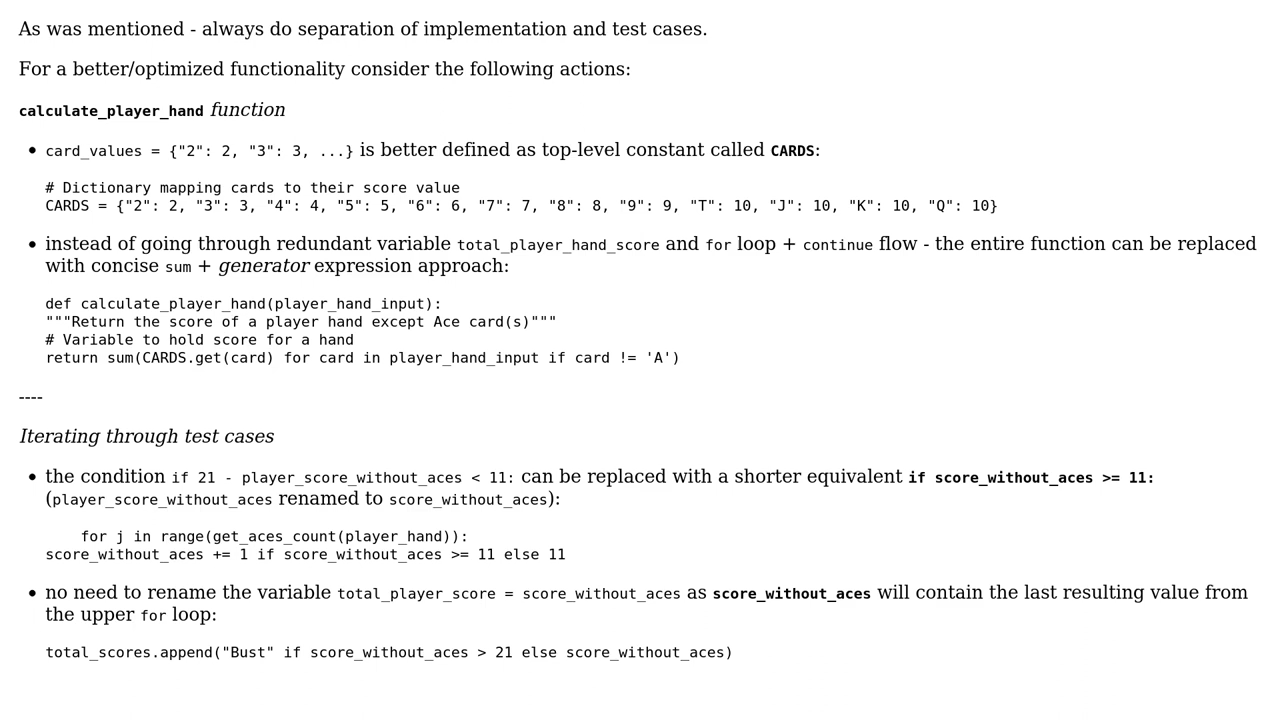 As was mentioned - always do separation of implementation and test cases.
For a better/optimized functionality consider the following actions:
calculate_player_hand function
• card_values = {"2": 2, "3": 3, ...} is better defined as top-level constant called CARDS:
# Dictionary mapping cards to their score value
CARDS = {"2": 2, "3": 3, "4": 4, "5": 5, "6": 6, "7": 7, "8": 8, "9": 9, "T": 10, "J": 10, "K": 10, "Q": 10}
• instead of going through redundant variable total_player_hand_score and for loop + continue flow - the entire function can be replaced
with concise sum + generator expression approach:
def calculate_player_hand(player_hand_input):
"""Return the score of a player hand except Ace card(s)"""
# Variable to hold score for a hand
return sum(CARDS.get(card) for card in player_hand_input if card != 'A')
----
Iterating through test cases
• the condition if 21 - player_score_without_aces < 11: can be replaced with a shorter equivalent if score_without_aces >= 11:
(player_score_without_aces renamed to score_without_aces):
for j in range(get_aces_count(player_hand)):
score_without_aces += 1 if score_without_aces >= 11 else 11
• no need to rename the variable total_player_score = score_without_aces as score_without_aces will contain the last resulting value from
the upper for loop:
total_scores.append("Bust" if score_without_aces > 21 else score_without_aces)